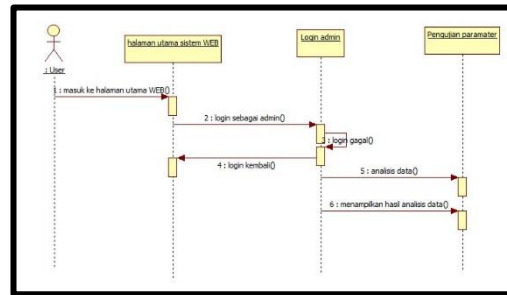 halaman utama sistem WEB
Login admin
Pengujian paramater
: User
1 : masuk ke halaman utama WEB()
2 : login sebagai admin()
3 : login gagal()
4 : login kembali()
5 : analisis data()
6 : menampilkan hasil analisis data()